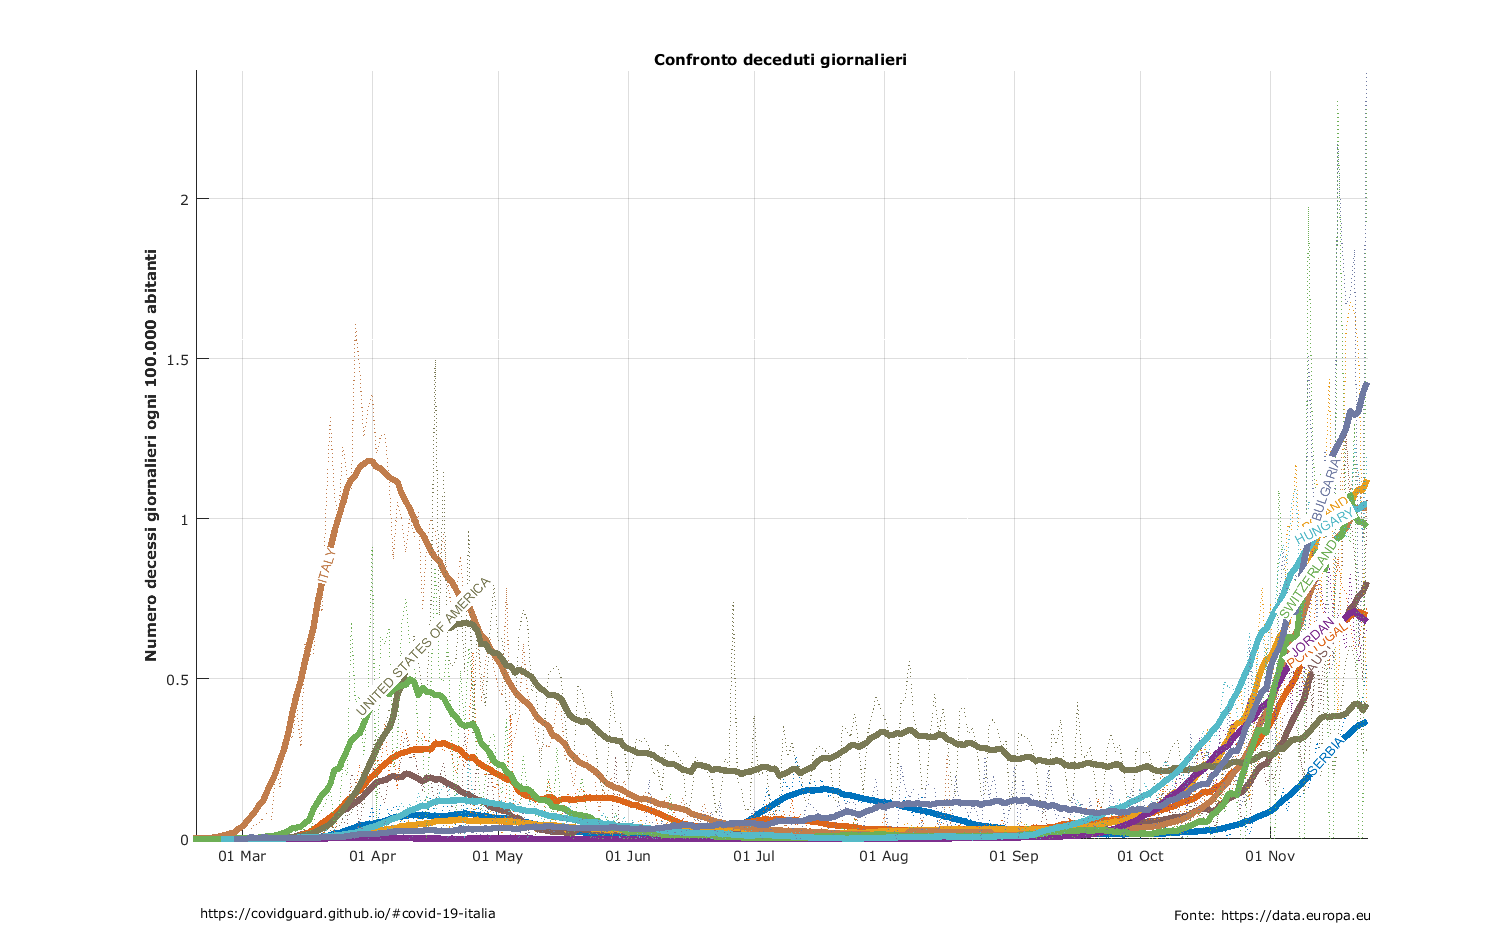 Confronto deceduti giornalieri
Numero decessi giornalieri ogni 100.000 abitanti
2
1.5
1
0.5
0
ITALY
UNITED STATES OF AMERICA
BULGARIA
HUNGARY
SWITZERLAND
JORDAN
PORTUGAL
SERBIA
01 Mar
01 Apr
01 May
01 Jun
01 Jul
01 Aug
01 Sep
01 Oct
01 Nov
https://covidguard.github.io/#covid-19-italia
Fonte: https://data.europa.eu